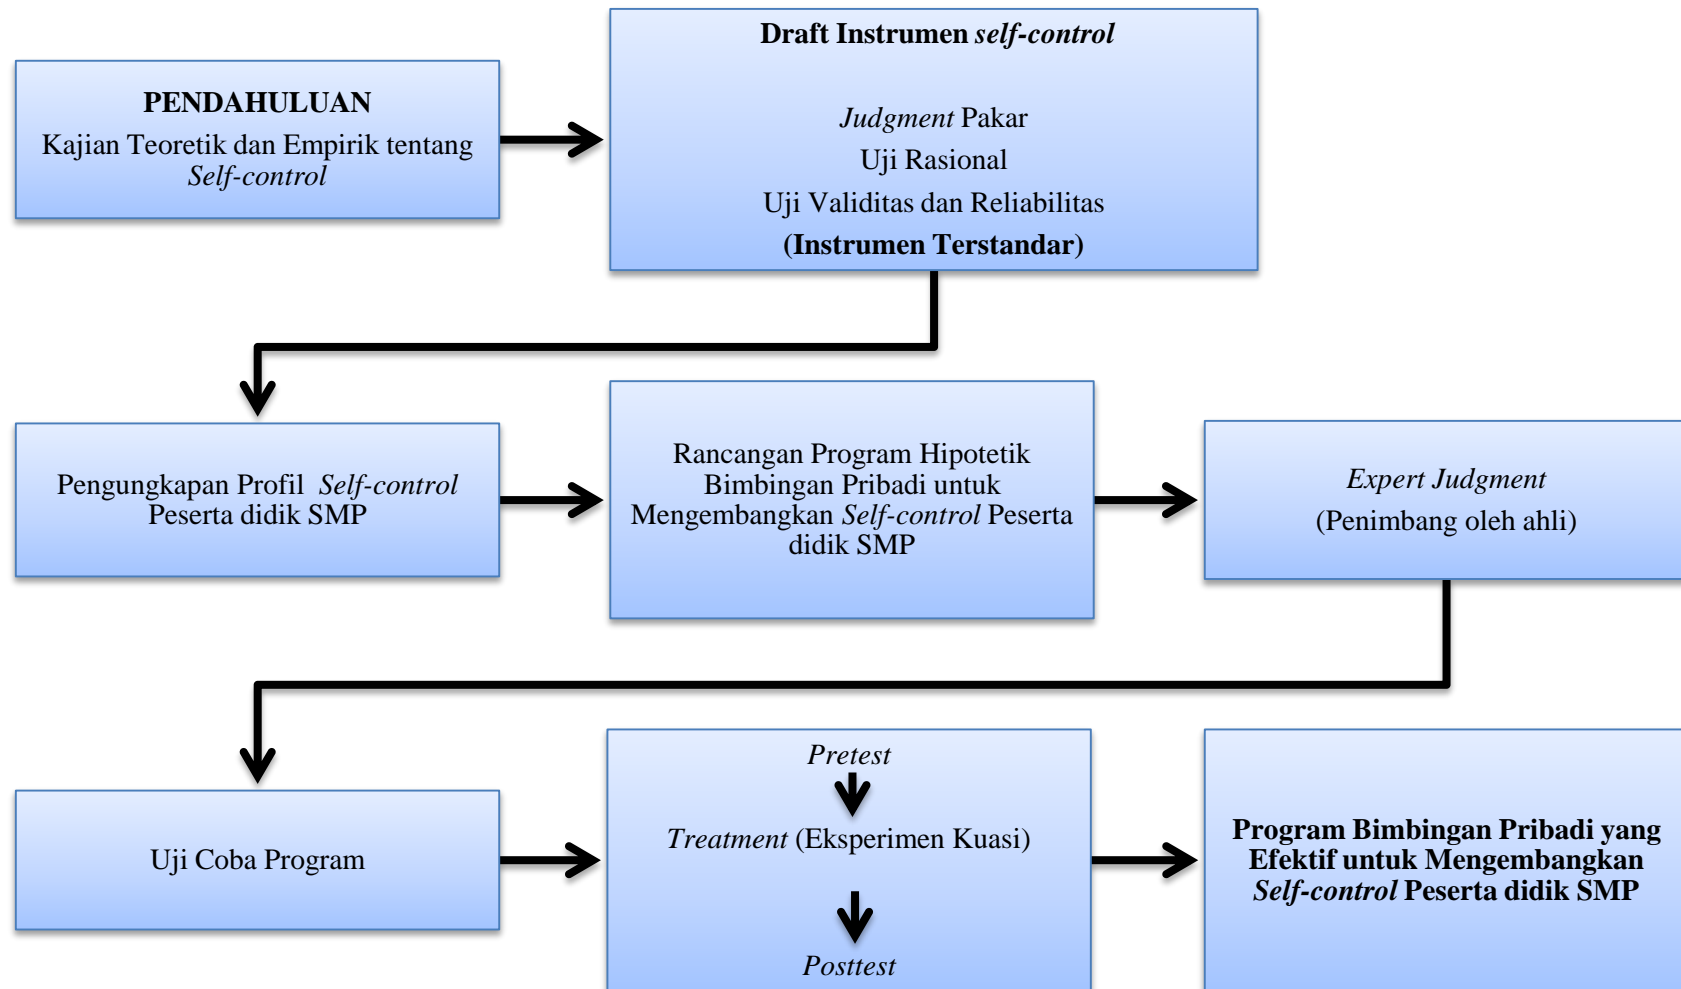 PENDAHULUAN
Kajian Teoretik dan Empirik tentang
Self-control
Draft Instrumen self-control
Judgment Pakar
Uji Rasional
Uji Validitas dan Reliabilitas
(Instrumen Terstandar)
Pengungkapan Profil Self-control
Peserta didik SMP
Rancangan Program Hipotetik
Bimbingan Pribadi untuk
Mengembangkan Self-control Peserta
didik SMP
Expert Judgment
(Penimbang oleh ahli)
Uji Coba Program
Pretest
Treatment (Eksperimen Kuasi)
Posttest
Program Bimbingan Pribadi yang
Efektif untuk Mengembangkan
Self-control Peserta didik SMP